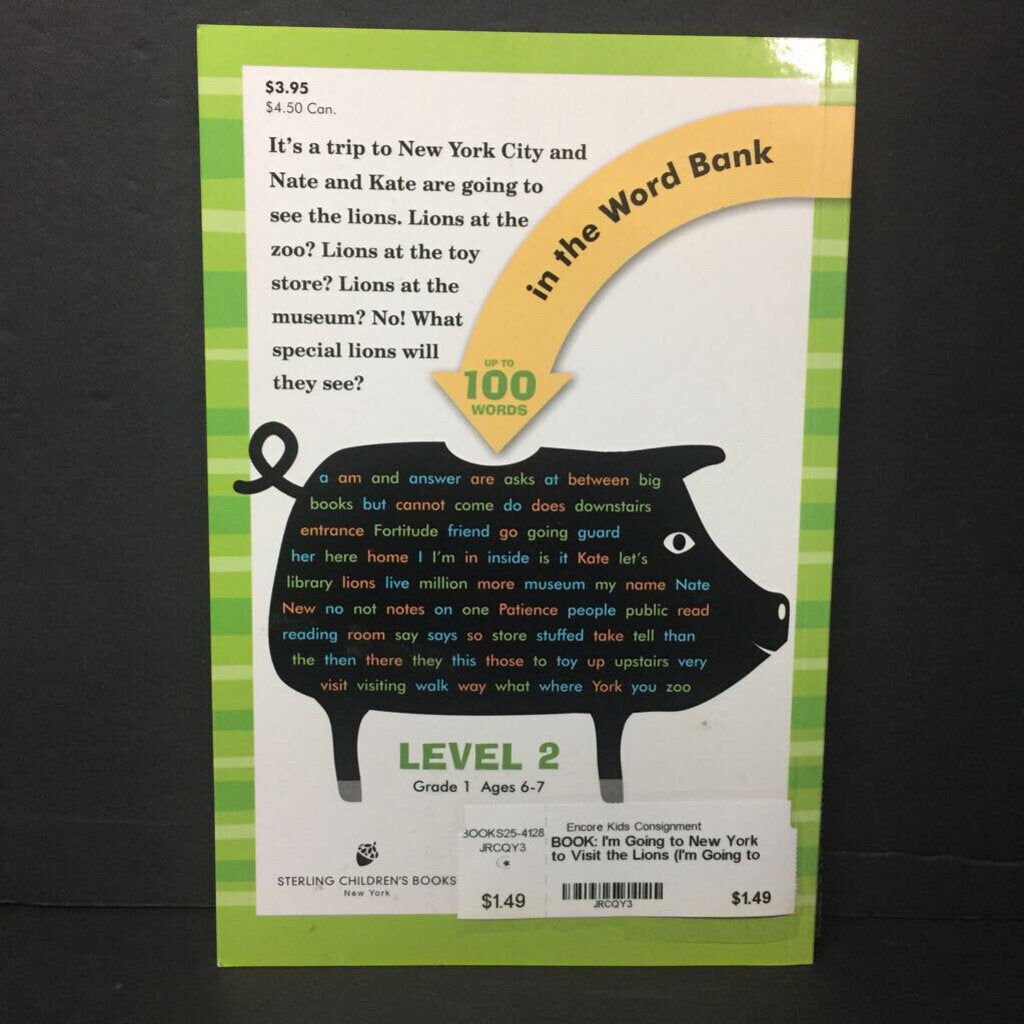 $3.95
$4.50 Can.
It's a trip to New York City and
Nate and Kate are going to
see the lions. Lions at the
zoo? Lions at the toy
store? Lions at the
museum? No! What
special lions will
they see?
in the Word Bank
UP TO
100
WORDS
a am and answer are asks at between big
books but cannot come do does downstairs
entrance Fortitude friend go going guard
her here home I I'm in inside is it Kate let's
library lions live million more museum my name Nate
New no not notes on one Patience people public read
reading room say says so store stuffed take tell than
the then there they this those to toy up upstairs very
visit visiting walk way what where York you zoo
LEVEL 2
Grade 1 Ages 6-7
STERLING CHILDREN'S BOOKS
New York
BOOKS25-4128
JRCQY3
$1.49
Encore Kids Consignment
BOOK: I'm Going to New York
to Visit the Lions (I'm Going to
JRCQY3
$1.49